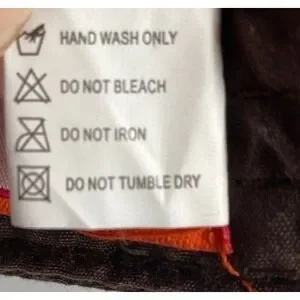 HAND WASH ONLY
DO NOT BLEACH
DO NOT IRON
DO NOT TUMBLE DRY